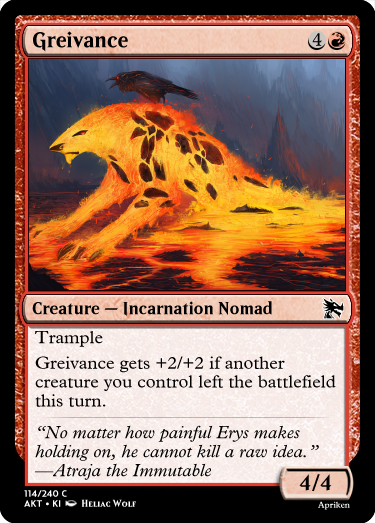 Greivance 4
Creature — Incarnation Nomad
Trample
Greivance gets +2/+2 if another
creature you control left the battlefield
this turn.
“No matter how painful Erys makes
holding on, he cannot kill a raw idea.”
—Atraja the Immutable
4/4
114/240 C
AKT • KI Heliac Wolf
Apriken